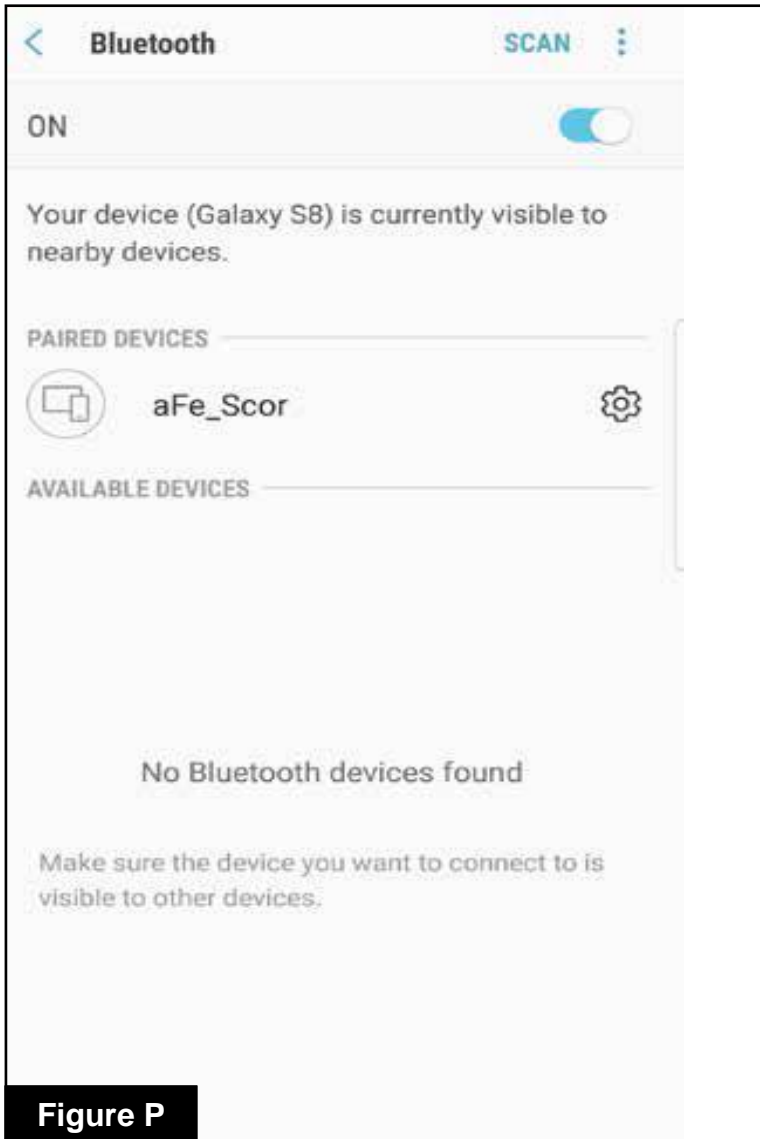 Bluetooth SCAN
ON
Your device (Galaxy S8) is currently visible to
nearby devices.
PAIRED DEVICES
aFe_Scor
AVAILABLE DEVICES
No Bluetooth devices found
Make sure the device you want to connect to is
visible to other devices.
Figure P